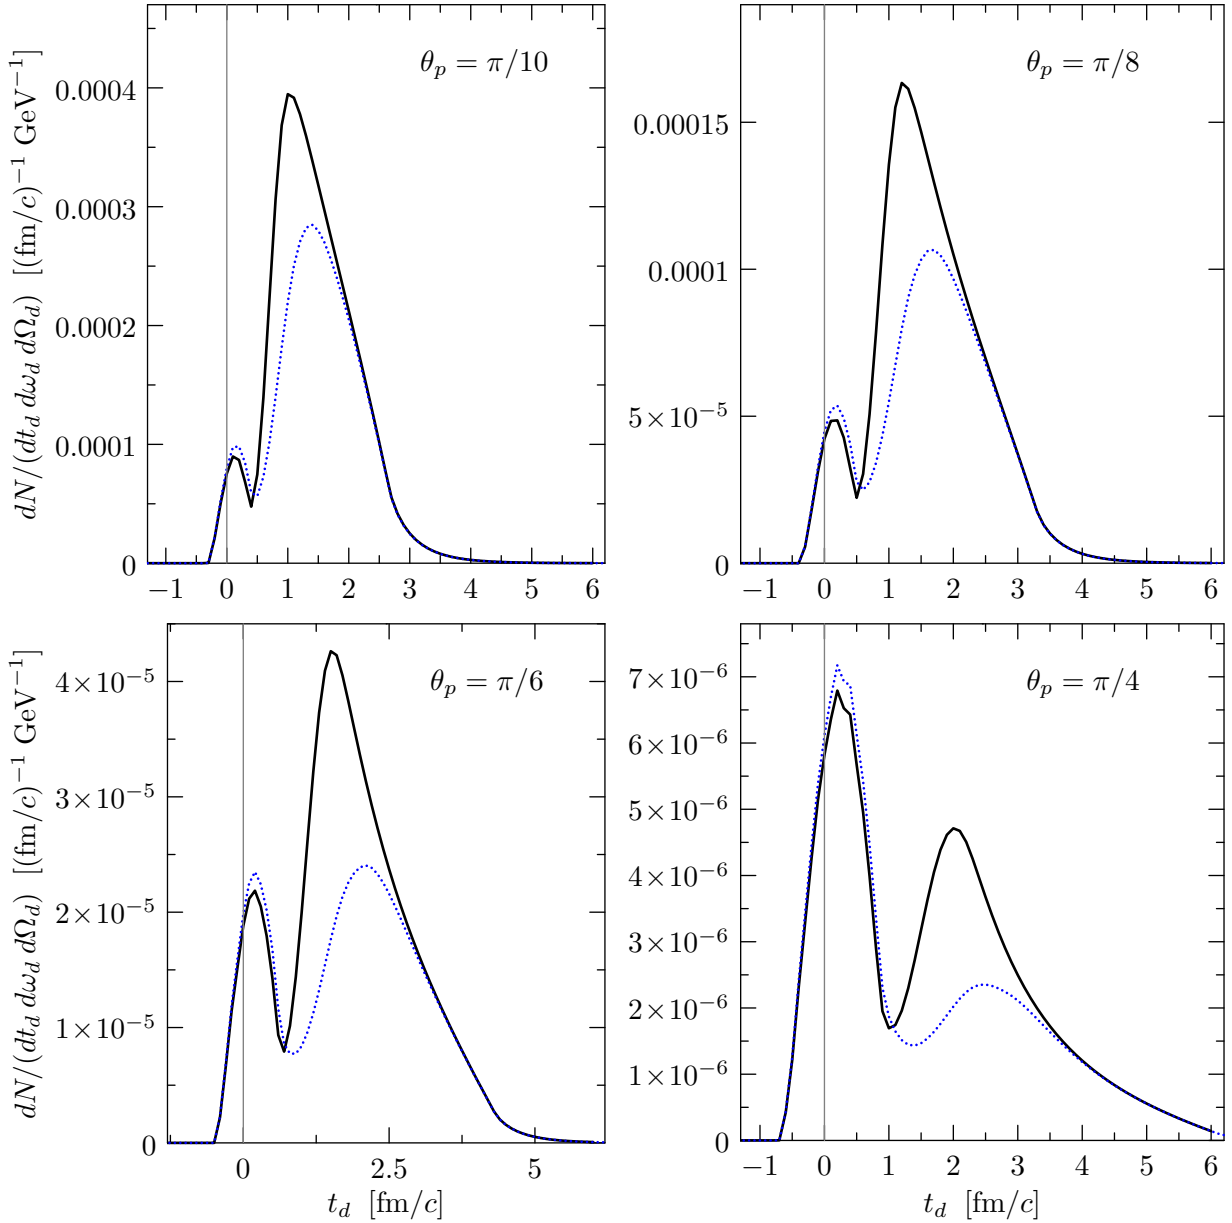 dN/(dt_d dω_d dΩ_d) [(fm/c)⁻¹ GeV⁻¹]
θ_p = π/10
0.0004
0.0003
0.0002
0.0001
0
−1 0 1 2 3 4 5 6
θ_p = π/8
0.00015
0.0001
5×10⁻⁵
0
−1 0 1 2 3 4 5 6
dN/(dt_d dω_d dΩ_d) [(fm/c)⁻¹ GeV⁻¹]
θ_p = π/6
4×10⁻⁵
3×10⁻⁵
2×10⁻⁵
1×10⁻⁵
0
0 2.5 5
t_d [fm/c]
θ_p = π/4
7×10⁻⁶
6×10⁻⁶
5×10⁻⁶
4×10⁻⁶
3×10⁻⁶
2×10⁻⁶
1×10⁻⁶
0
−1 0 1 2 3 4 5 6
t_d [fm/c]